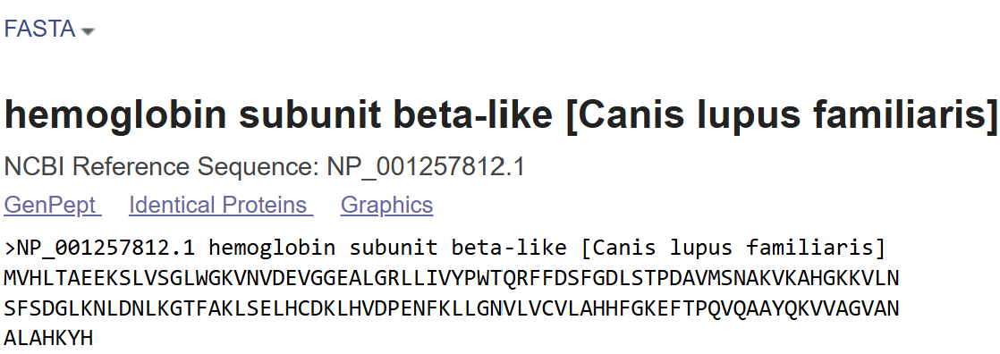 FASTA
hemoglobin subunit beta-like [Canis lupus familiaris]
NCBI Reference Sequence: NP_001257812.1
GenPept Identical Proteins Graphics
>NP_001257812.1 hemoglobin subunit beta-like [Canis lupus familiaris]
MVHLTAEEKSLVSGLWGKVNVDEVGGEALGRLLIVYPWTQRFFDSFGDLSTPDAVMSNAKVKAHGKKVLN
SFSDGLKNLDNLKGTFAKLSELHCDKLHVDPENFKLLGNVLVCVLAHHFGKEFTPQVQAAYQKVVAGVAN
ALAHKYH